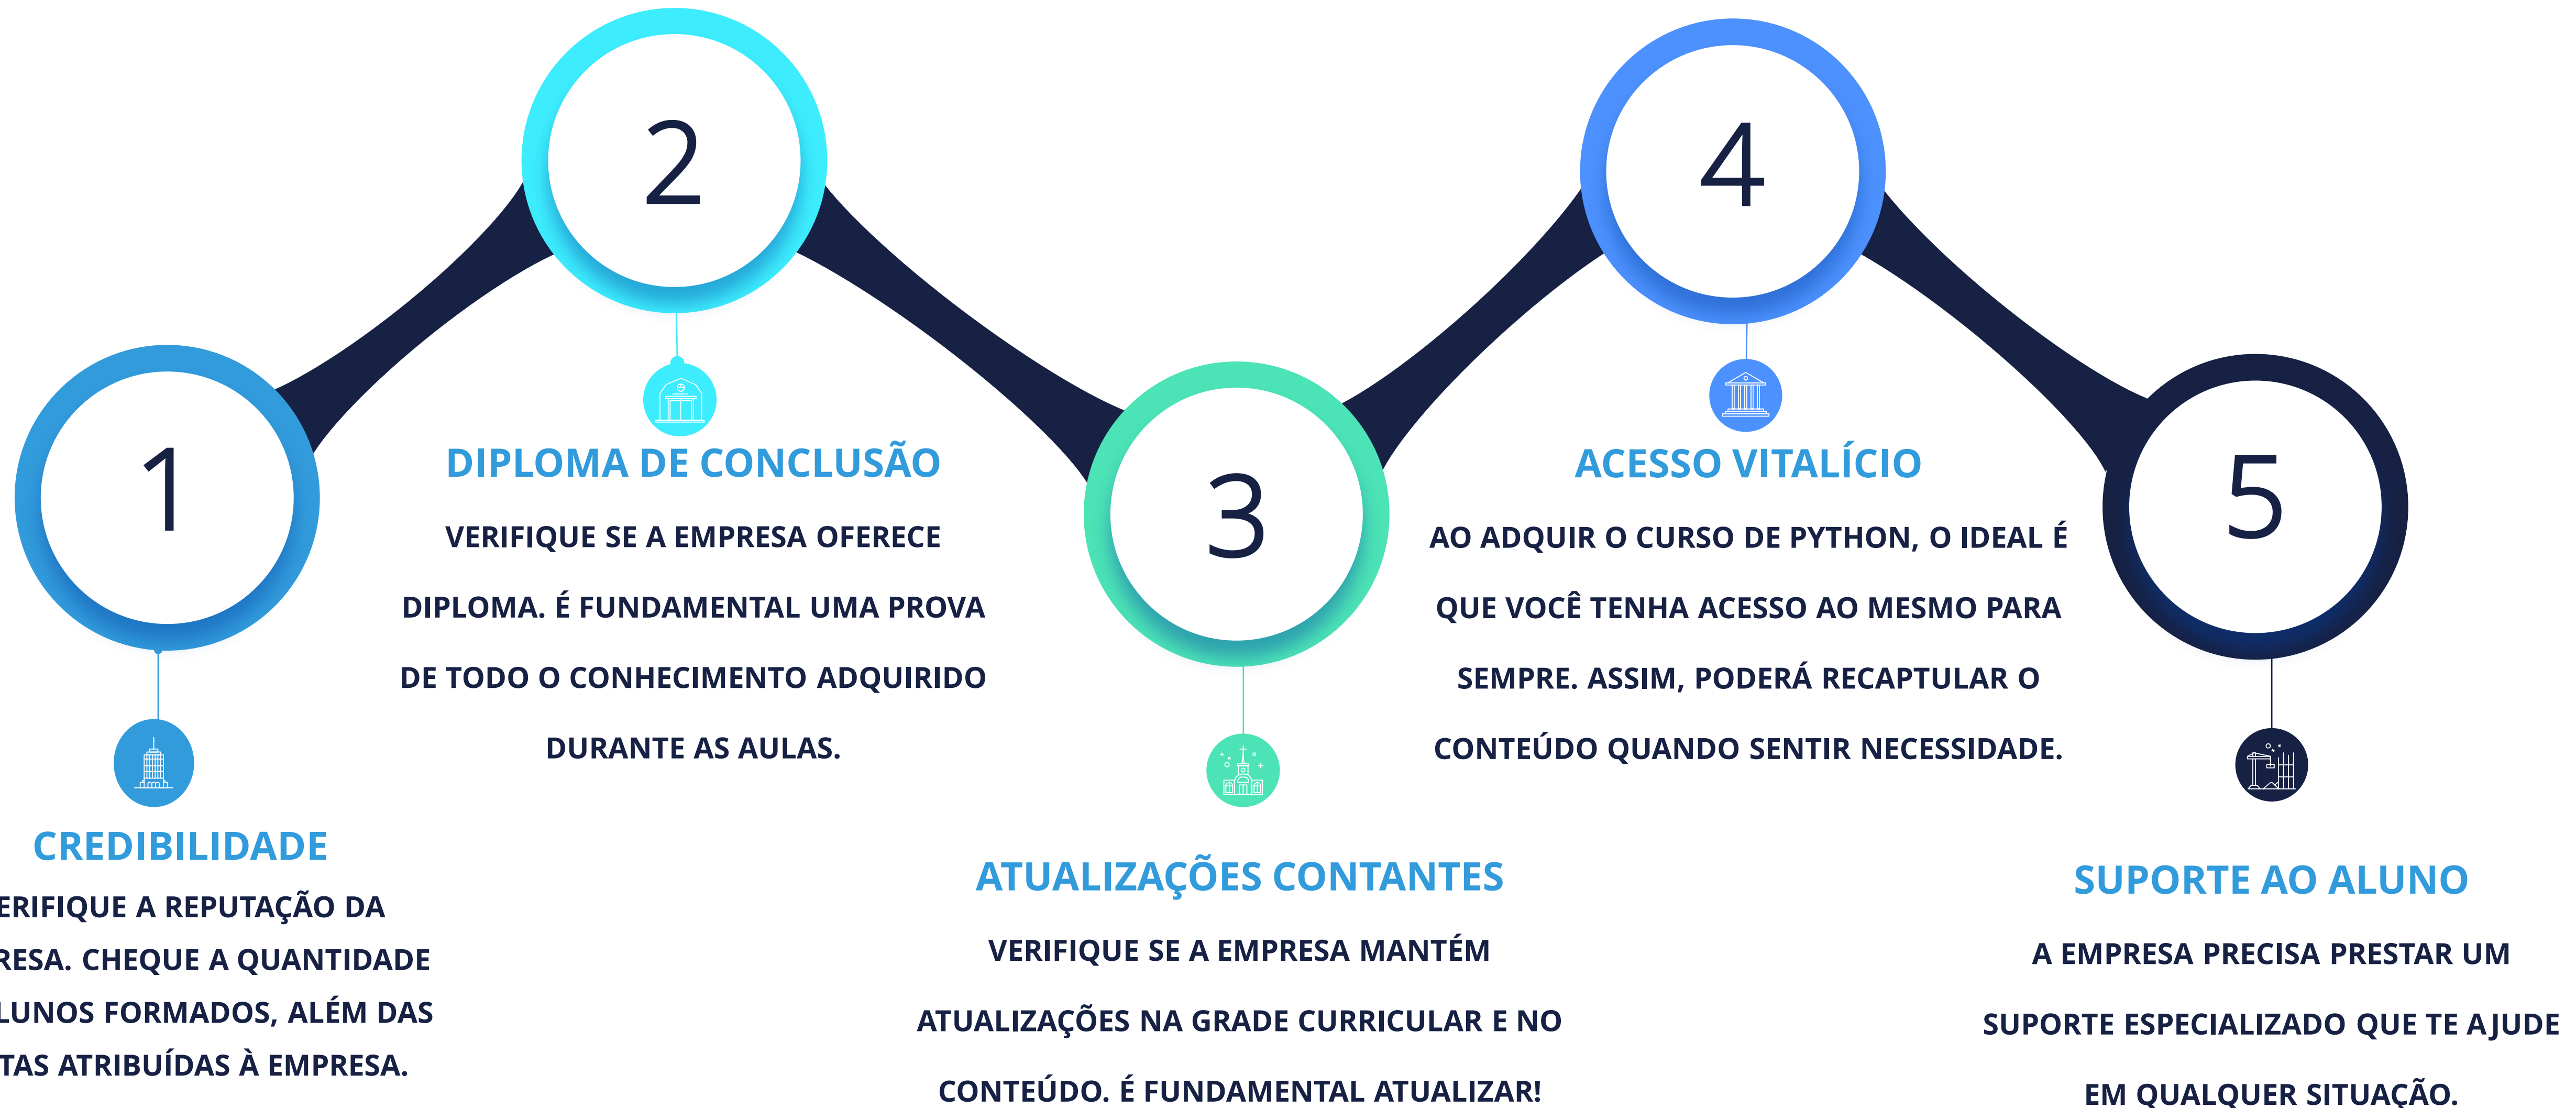 1
CREDIBILIDADE
ERIFIQUE A REPUTAÇÃO DA
RESA. CHEQUE A QUANTIDADE
LUNOS FORMADOS, ALÉM DAS
TAS ATRIBUÍDAS À EMPRESA.
2
DIPLOMA DE CONCLUSÃO
VERIFIQUE SE A EMPRESA OFERECE
DIPLOMA. É FUNDAMENTAL UMA PROVA
DE TODO O CONHECIMENTO ADQUIRIDO
DURANTE AS AULAS.
3
ATUALIZAÇÕES CONTANTES
VERIFIQUE SE A EMPRESA MANTÉM
ATUALIZAÇÕES NA GRADE CURRICULAR E NO
CONTEÚDO. É FUNDAMENTAL ATUALIZAR!
4
ACESSO VITALÍCIO
AO ADQUIR O CURSO DE PYTHON, O IDEAL É
QUE VOCÊ TENHA ACESSO AO MESMO PARA
SEMPRE. ASSIM, PODERÁ RECAPTULAR O
CONTEÚDO QUANDO SENTIR NECESSIDADE.
5
SUPORTE AO ALUNO
A EMPRESA PRECISA PRESTAR UM
SUPORTE ESPECIALIZADO QUE TE AJUDE
EM QUALQUER SITUAÇÃO.